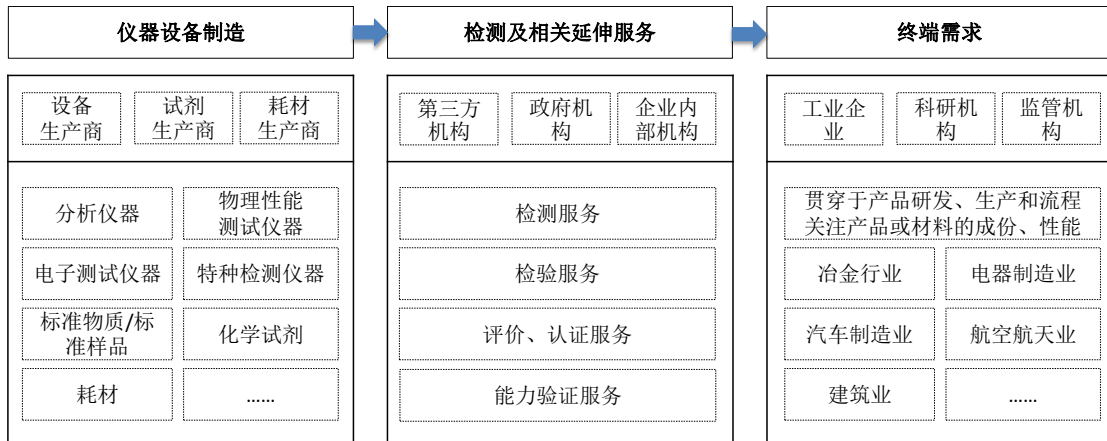 仪器设备制造
检测及相关延伸服务
终端需求
设备
生产商
试剂
生产商
耗材
生产商
第三方
机构
政府机
构
企业内
部机构
工业企
业
科研机
构
监管机
构
分析仪器
物理性能
测试仪器
电子测试仪器
特种检测仪器
标准物质/标
准样品
化学试剂
耗材
……
检测服务
检验服务
评价、认证服务
能力验证服务
贯穿于产品研发、生产和流程
关注产品或材料的成份、性能
冶金行业
电器制造业
汽车制造业
航空航天业
建筑业
……